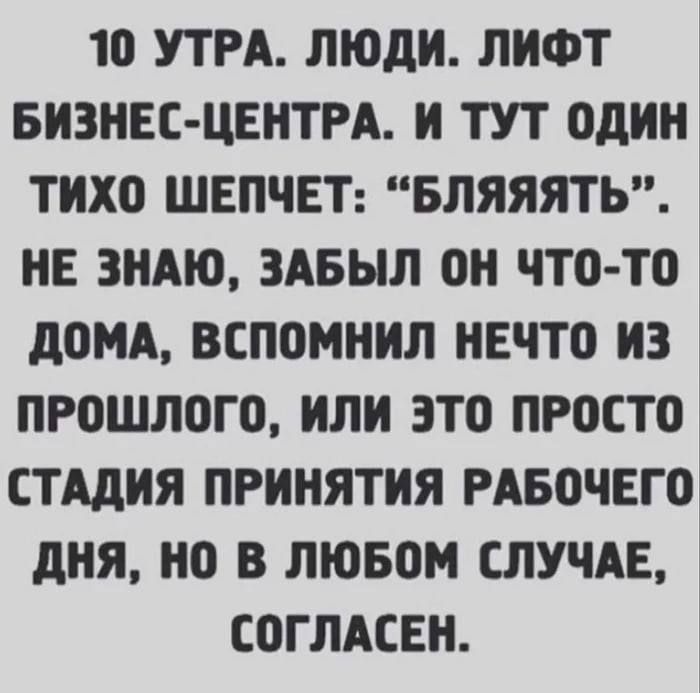 10 УТРА. ЛЮДИ. ЛИФТ
БИЗНЕС-ЦЕНТРА. И ТУТ ОДИН
ТИХО ШЕПЧЕТ: “БЛЯЯЯТЬ”.
НЕ ЗНАЮ, ЗАБЫЛ ОН ЧТО-ТО
ДОМА, ВСПОМНИЛ НЕЧТО ИЗ
ПРОШЛОГО, ИЛИ ЭТО ПРОСТО
СТАДИЯ ПРИНЯТИЯ РАБОЧЕГО
ДНЯ, НО В ЛЮБОМ СЛУЧАЕ,
СОГЛАСЕН.